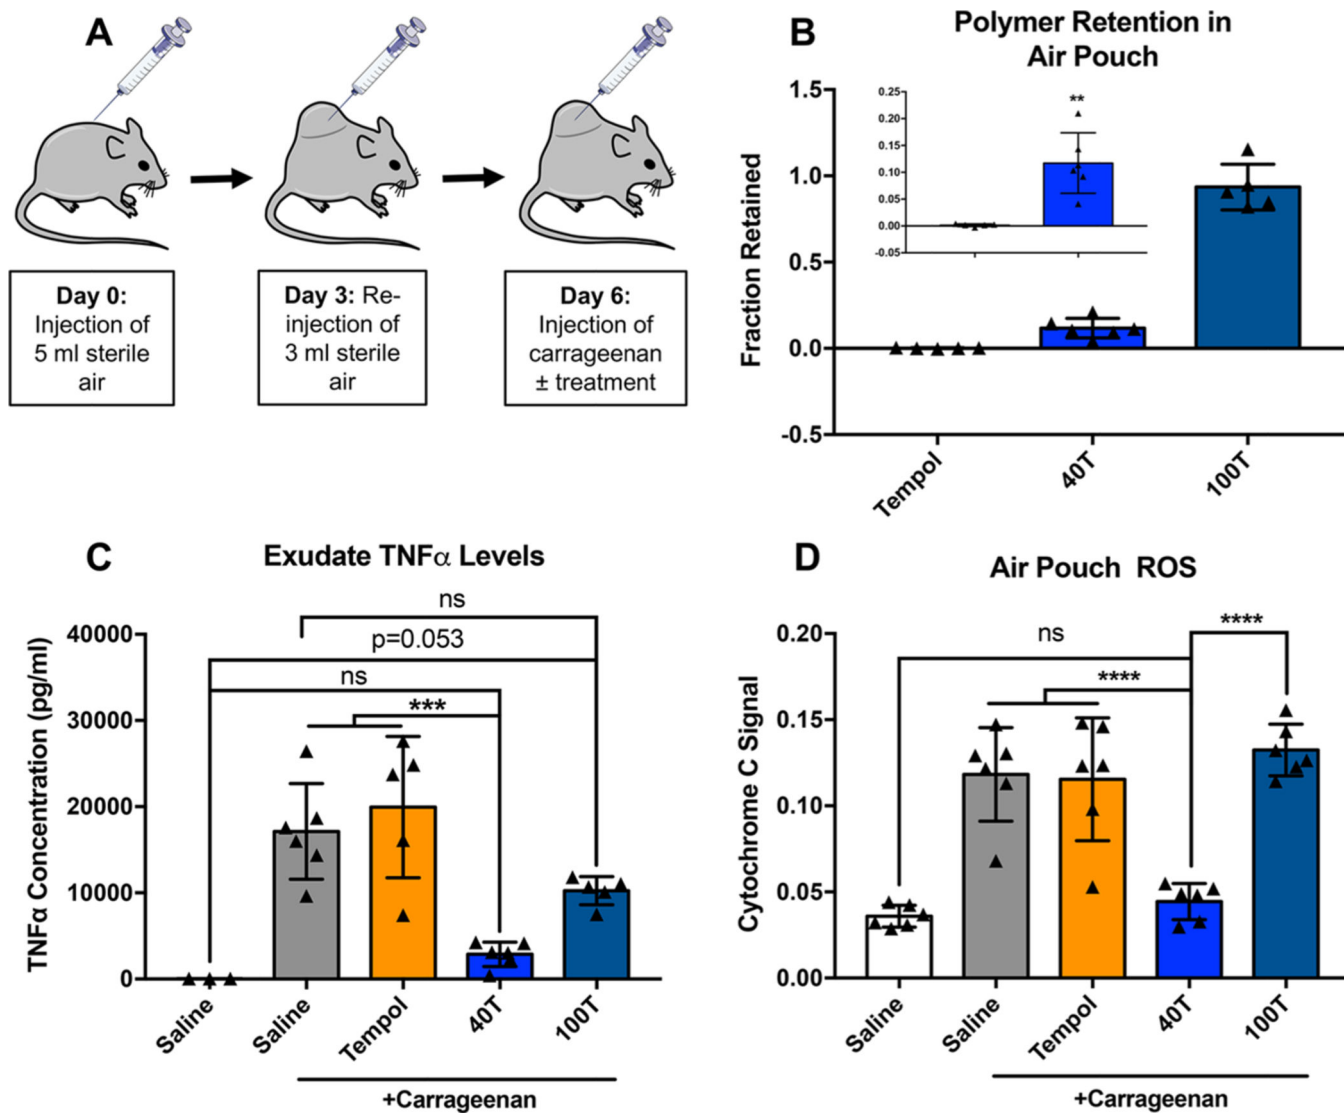 A
Day 0:
Injection of
5 ml sterile
air
Day 3: Re-
injection of
3 ml sterile
air
Day 6:
Injection of
carrageenan
± treatment
B
Polymer Retention in
Air Pouch
Fraction Retained
1.5
1.0
0.5
0.0
-0.5
0.25
0.20
0.15
0.10
0.05
0.00
-0.05
**
Tempol
40T
100T
C
Exudate TNFα Levels
TNFα Concentration (pg/ml)
40000
30000
20000
10000
0
ns
p=0.053
ns
***
Saline
Saline
Tempol
40T
100T
+Carrageenan
D
Air Pouch ROS
Cytochrome C Signal
0.20
0.15
0.10
0.05
0.00
ns
****
****
Saline
Saline
Tempol
40T
100T
+Carrageenan